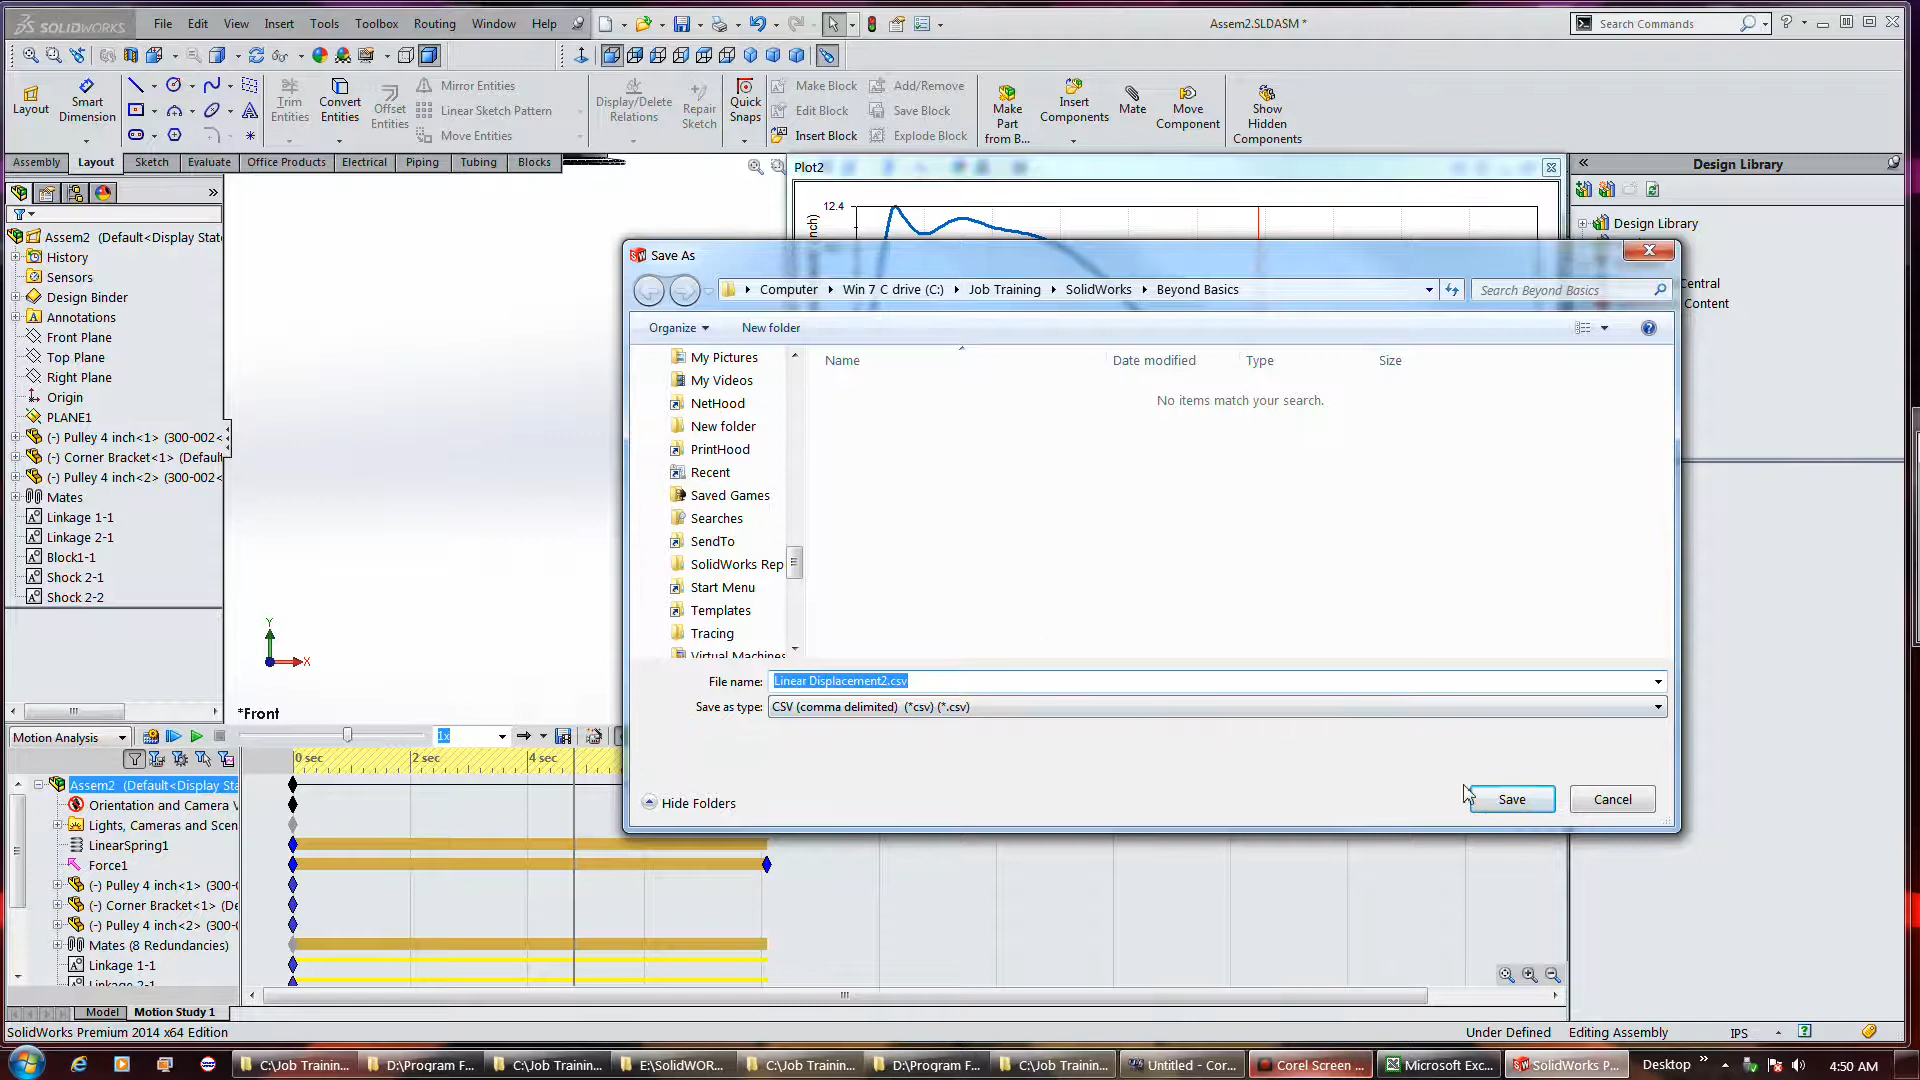 SOLIDWORKS File Edit View Insert Tools Toolbox Routing Window Help Assem2.SLDASM * Search Commands
Layout Smart Dimension Trim Entities Convert Entities Offset Entities Mirror Entities Linear Sketch Pattern Move Entities Display/Delete Relations Repair Sketch Quick Snaps Make Block Edit Block Insert Block Add/Remove Save Block Explode Block Make Part from B... Insert Components Mate Move Component Show Hidden Components
Assembly Layout Sketch Evaluate Office Products Electrical Piping Tubing Blocks
Plot2
Design Library
12.4
Design Library
Assem2 (Default<Display Stat
History
Sensors
Design Binder
Annotations
Front Plane
Top Plane
Right Plane
Origin
PLANE1
(-) Pulley 4 inch<1> (300-002<
(-) Corner Bracket<1> (Default
(-) Pulley 4 inch<2> (300-002<
Mates
Linkage 1-1
Linkage 2-1
Block1-1
Shock 2-1
Shock 2-2
Save As
Computer Win 7 C drive (C:) Job Training SolidWorks Beyond Basics Search Beyond Basics
Organize New folder
Name Date modified Type Size
No items match your search.
My Pictures
My Videos
NetHood
New folder
PrintHood
Recent
Saved Games
Searches
SendTo
SolidWorks Rep
Start Menu
Templates
Tracing
Virtual Machines
File name: Linear Displacement2.csv
Save as type: CSV (comma delimited) (*csv) (*.csv)
Hide Folders Save Cancel
Central
Content
Y
X
*Front
Motion Analysis 1x
0 sec 2 sec 4 sec
Assem2 (Default<Display Sta
Orientation and Camera V
Lights, Cameras and Scen
LinearSpring1
Force1
(-) Pulley 4 inch<1> (300-0
(-) Corner Bracket<1> (De
(-) Pulley 4 inch<2> (300-0
Mates (8 Redundancies)
Linkage 1-1
Linkage 2-1
Model Motion Study 1
SolidWorks Premium 2014 x64 Edition Under Defined Editing Assembly IPS
C:\Job Trainin... D:\Program F... C:\Job Trainin... E:\SolidWOR... C:\Job Trainin... D:\Program F... C:\Job Trainin... Untitled - Cor... Corel Screen ... Microsoft Exc... SolidWorks P... Desktop 4:50 AM